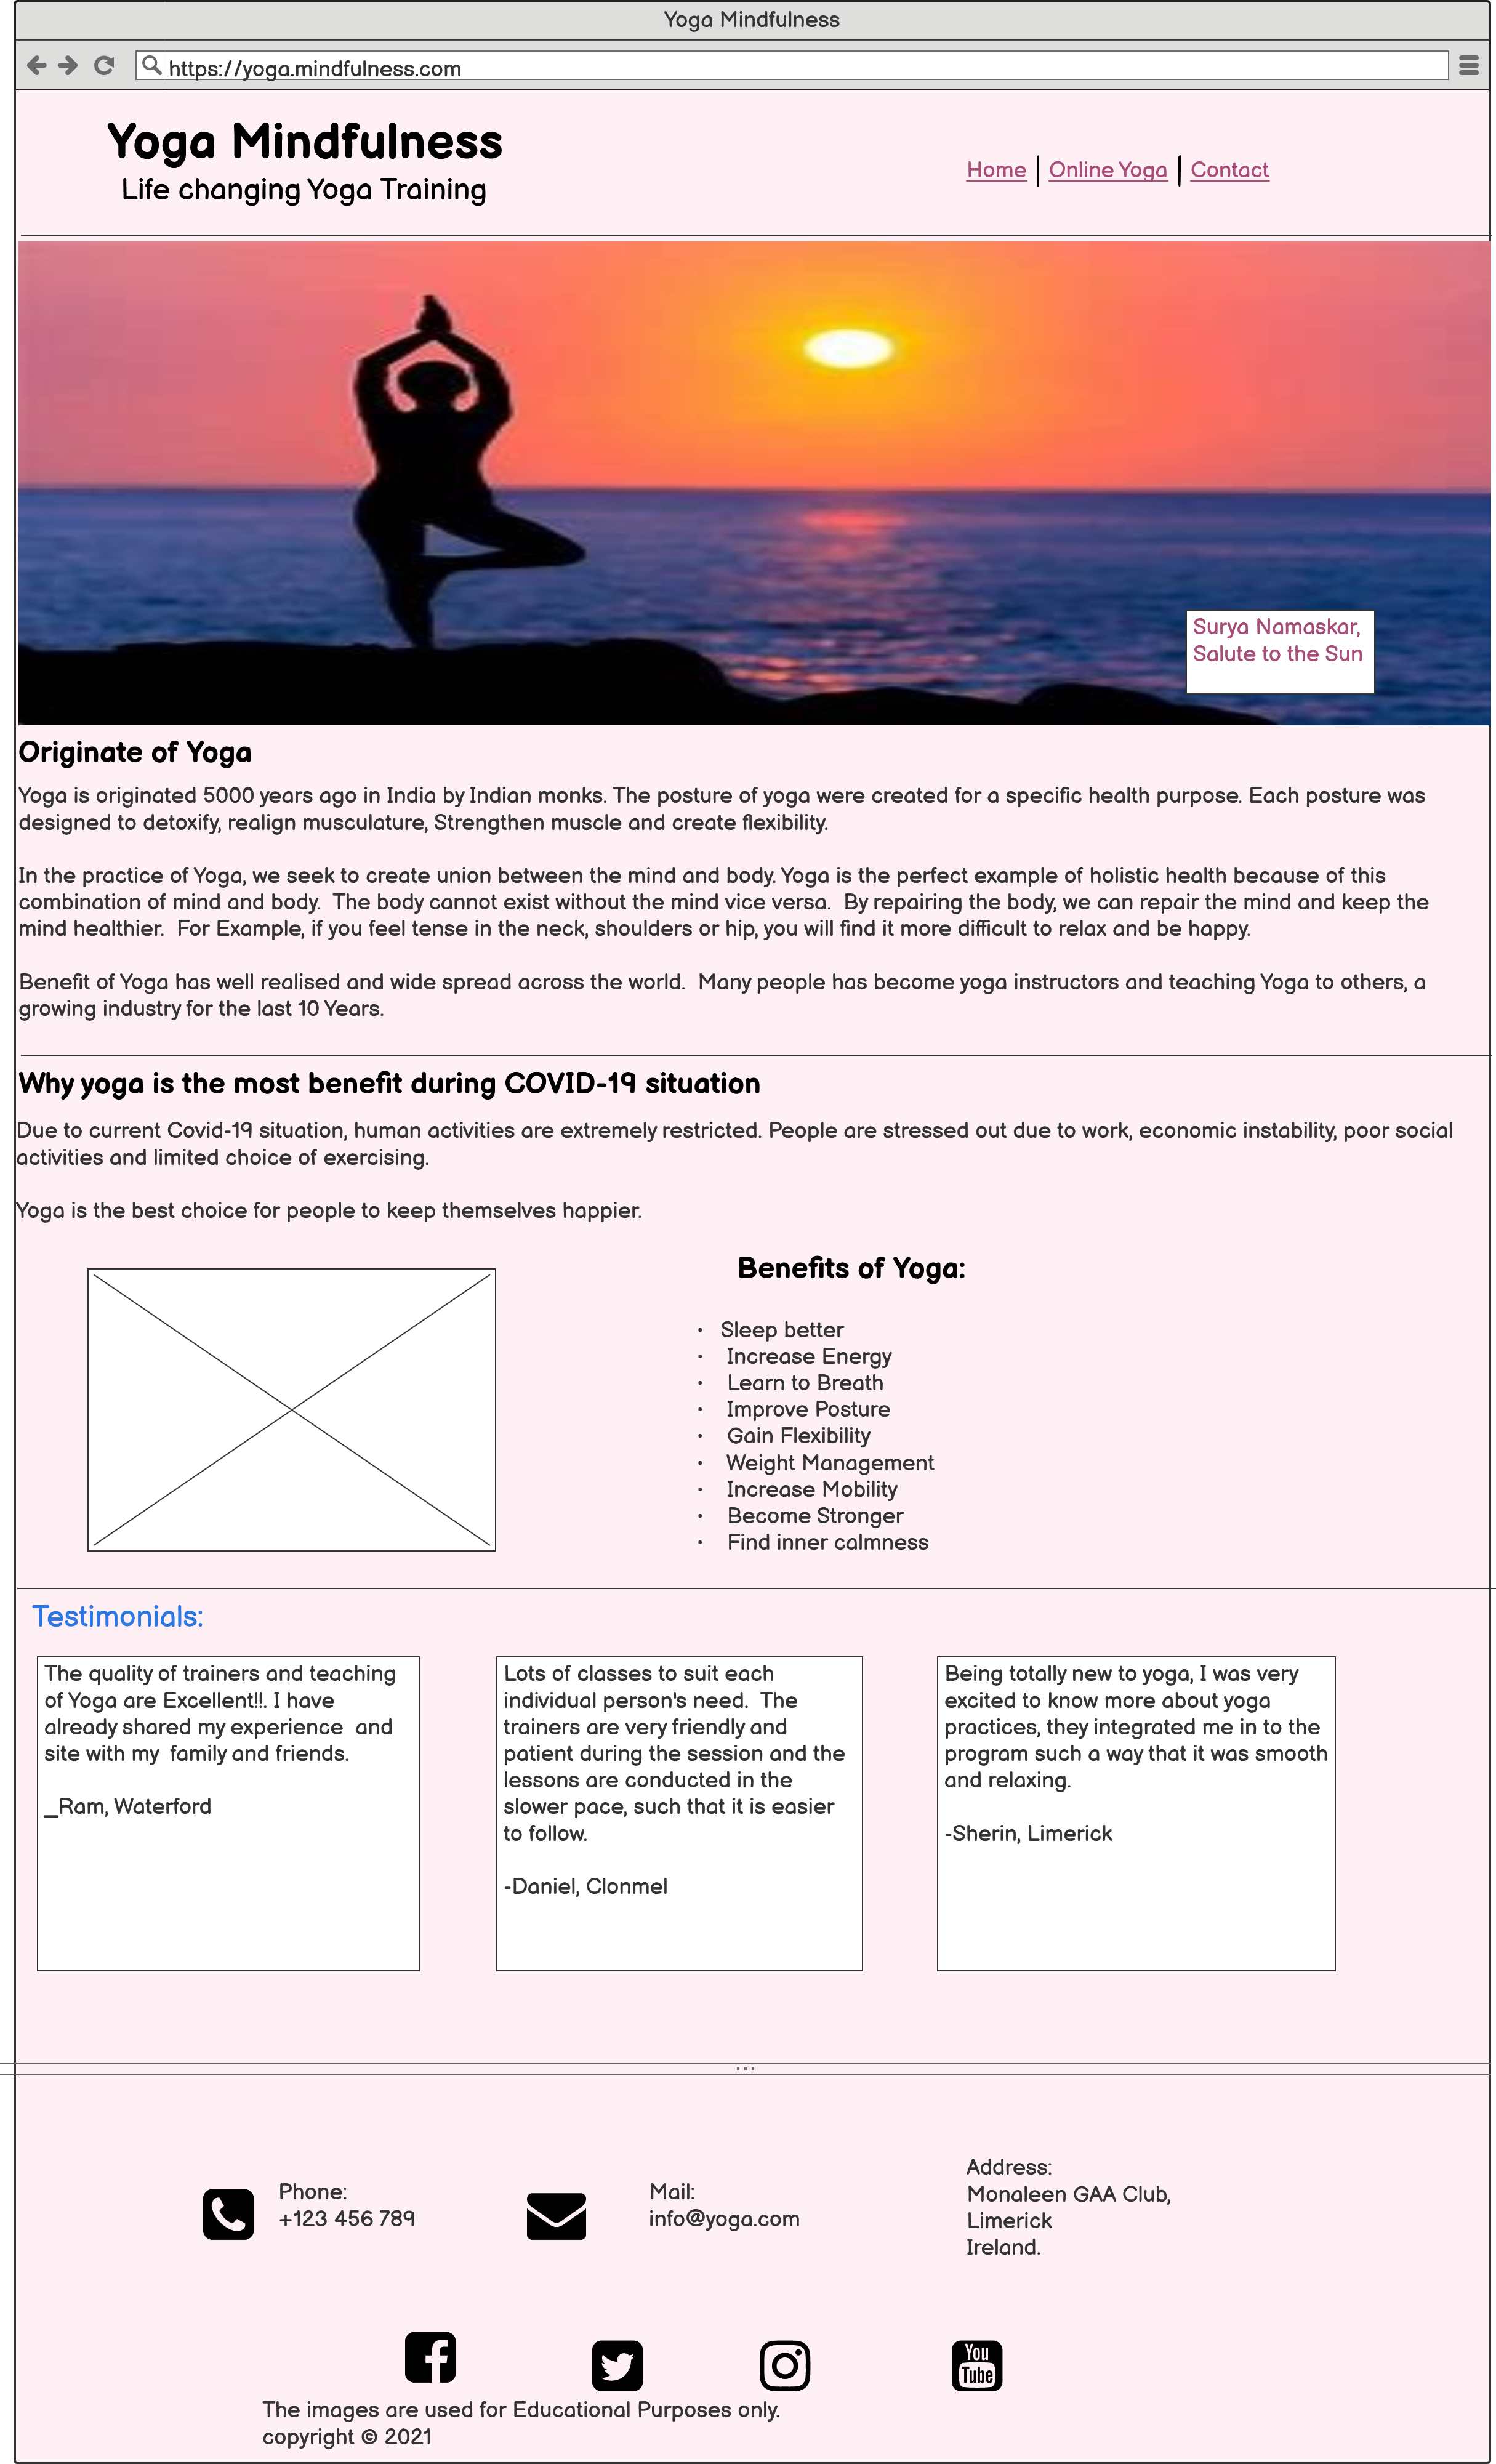 Yoga Mindfulness
https://yoga.mindfulness.com
Yoga Mindfulness
Life changing Yoga Training
Home | Online Yoga | Contact
Surya Namaskar,
Salute to the Sun
Originate of Yoga
Yoga is originated 5000 years ago in India by Indian monks. The posture of yoga were created for a specific health purpose. Each posture was
designed to detoxify, realign musculature, Strengthen muscle and create flexibility.
In the practice of Yoga, we seek to create union between the mind and body. Yoga is the perfect example of holistic health because of this
combination of mind and body. The body cannot exist without the mind vice versa. By repairing the body, we can repair the mind and keep the
mind healthier. For Example, if you feel tense in the neck, shoulders or hip, you will find it more difficult to relax and be happy.
Benefit of Yoga has well realised and wide spread across the world. Many people has become yoga instructors and teaching Yoga to others, a
growing industry for the last 10 Years.
Why yoga is the most benefit during COVID-19 situation
Due to current Covid-19 situation, human activities are extremely restricted. People are stressed out due to work, economic instability, poor social
activities and limited choice of exercising.
Yoga is the best choice for people to keep themselves happier.
Benefits of Yoga:
• Sleep better
• Increase Energy
• Learn to Breath
• Improve Posture
• Gain Flexibility
• Weight Management
• Increase Mobility
• Become Stronger
• Find inner calmness
Testimonials:
The quality of trainers and teaching
of Yoga are Excellent!!. I have
already shared my experience and
site with my family and friends.
_Ram, Waterford
Lots of classes to suit each
individual person's need. The
trainers are very friendly and
patient during the session and the
lessons are conducted in the
slower pace, such that it is easier
to follow.
-Daniel, Clonmel
Being totally new to yoga, I was very
excited to know more about yoga
practices, they integrated me in to the
program such a way that it was smooth
and relaxing.
-Sherin, Limerick
Phone:
+123 456 789
Mail:
info@yoga.com
Address:
Monaleen GAA Club,
Limerick
Ireland.
You
Tube
The images are used for Educational Purposes only.
copyright © 2021